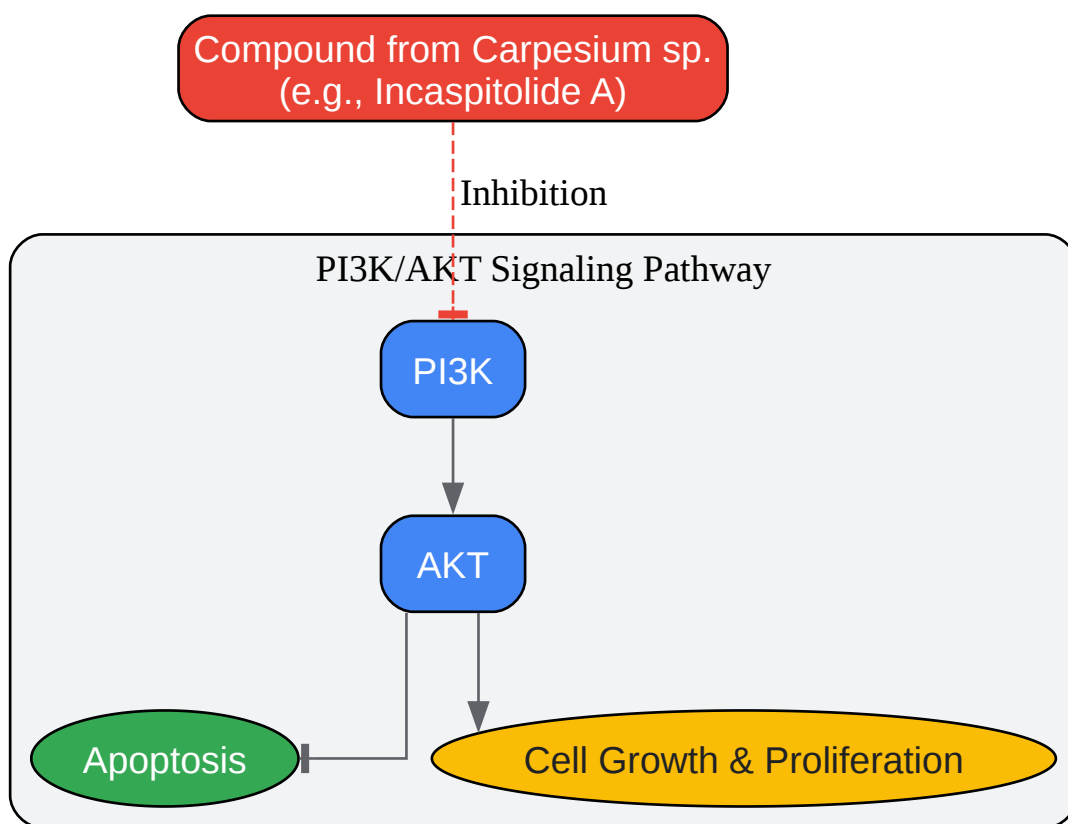 Compound from Carpesium sp.
(e.g., Incaspitolide A)
Inhibition
PI3K/AKT Signaling Pathway
PI3K
AKT
Apoptosis
Cell Growth & Proliferation